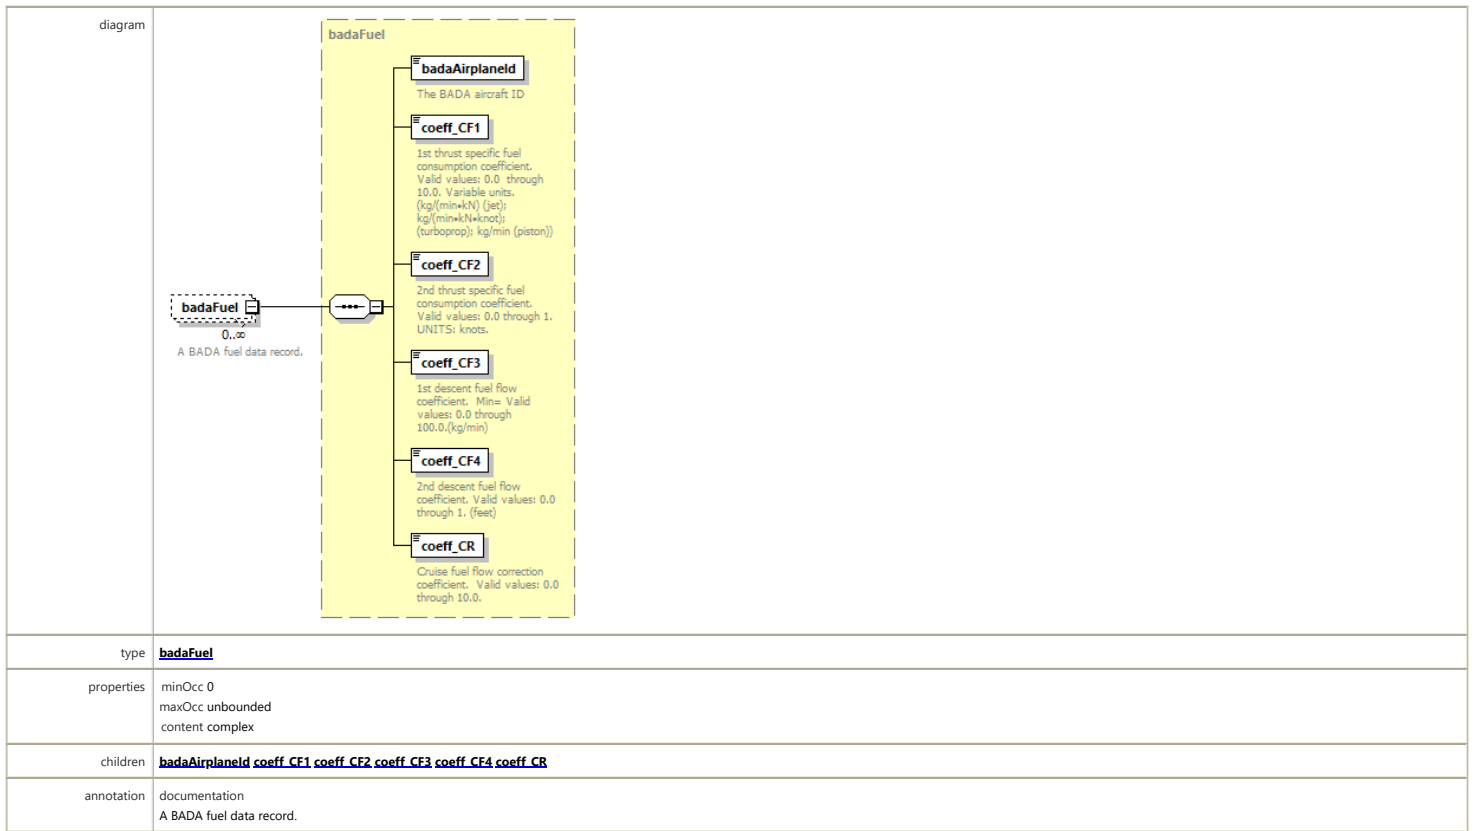 diagram
badaFuel
badaAirplaneId
The BADA aircraft ID
coeff_CF1
1st thrust specific fuel
consumption coefficient.
Valid values: 0.0 through
10.0. Variable units.
(kg/(min•kN) (jet);
kg/(min•kN•knot);
(turboprop); kg/min (piston))
coeff_CF2
2nd thrust specific fuel
consumption coefficient.
Valid values: 0.0 through 1.
UNITS: knots.
badaFuel
0..∞
A BADA fuel data record.
coeff_CF3
1st descent fuel flow
coefficient. Min= Valid
values: 0.0 through
100.0.(kg/min)
coeff_CF4
2nd descent fuel flow
coefficient. Valid values: 0.0
through 1. (feet)
coeff_CR
Cruise fuel flow correction
coefficient. Valid values: 0.0
through 10.0.
type badaFuel
properties minOcc 0
maxOcc unbounded
content complex
children badaAirplaneId coeff_CF1 coeff_CF2 coeff_CF3 coeff_CF4 coeff_CR
annotation documentation
A BADA fuel data record.